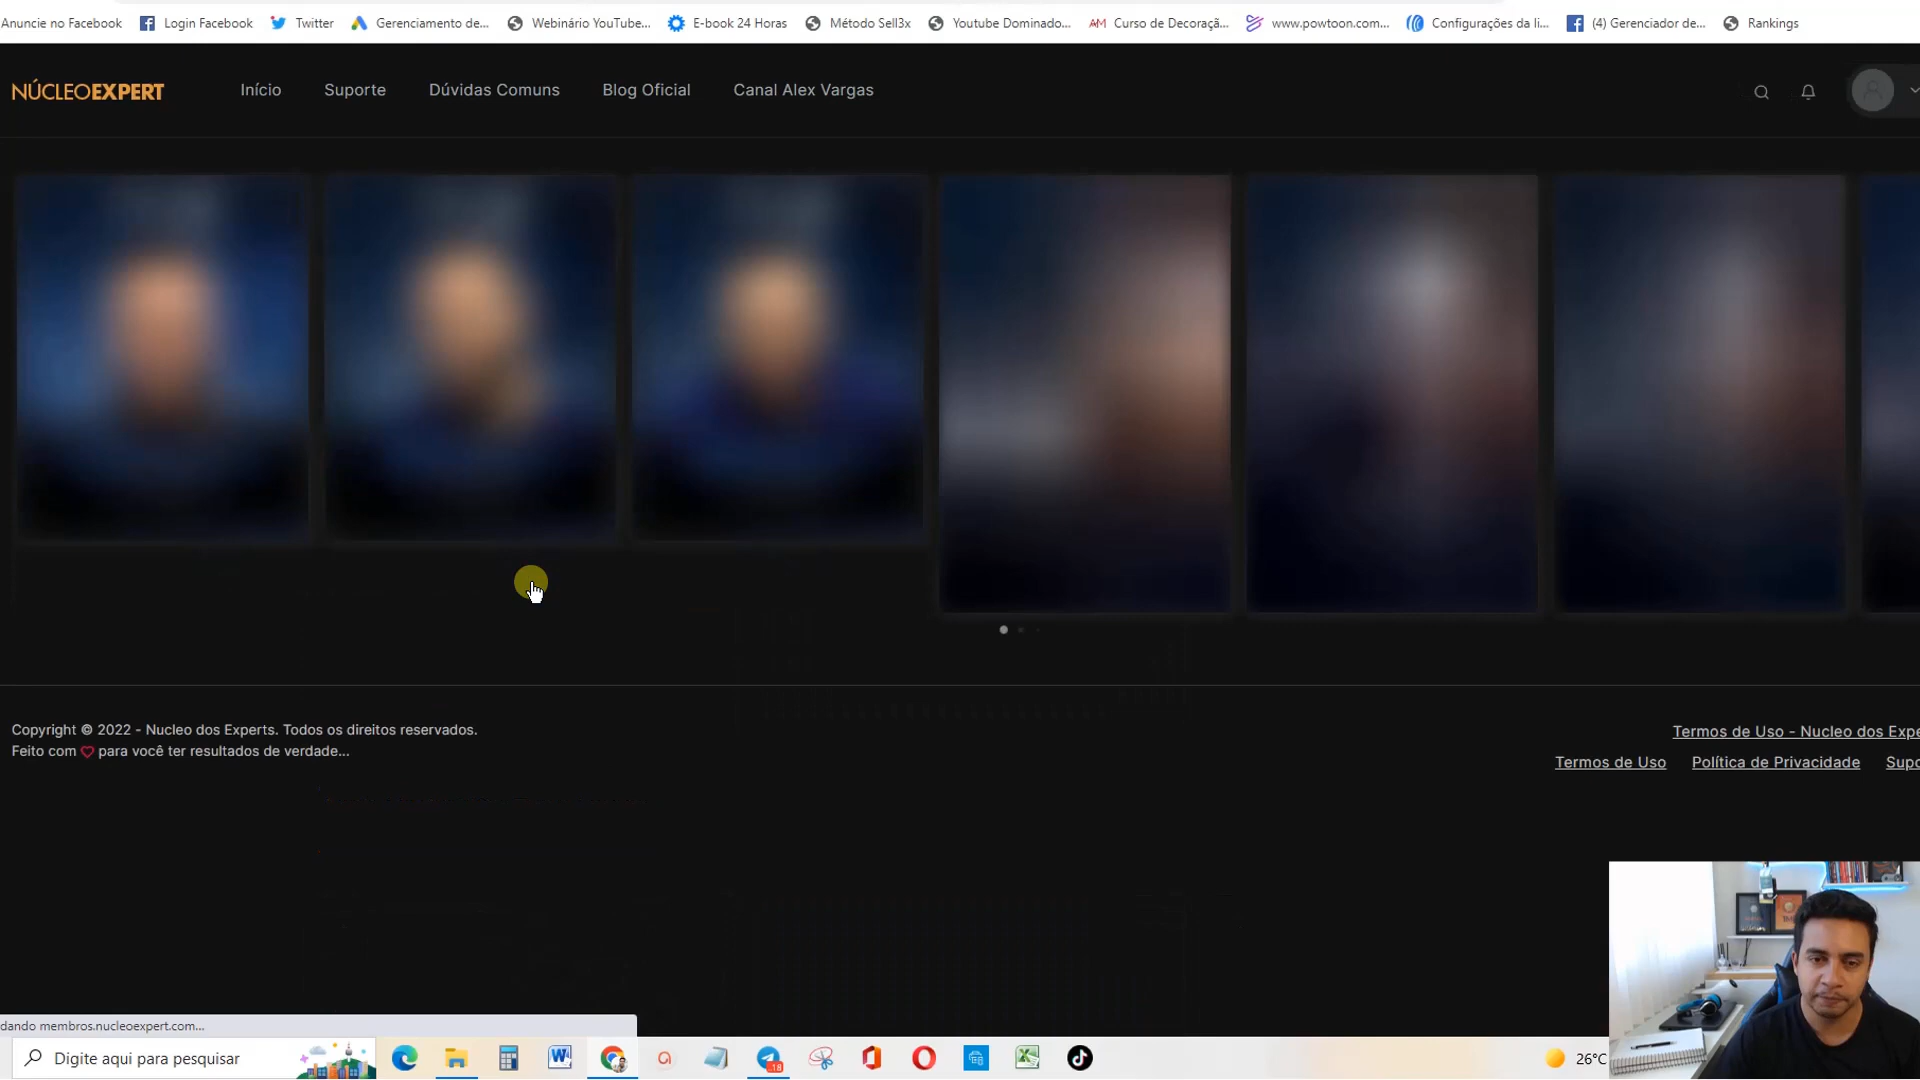 Anuncie no Facebook
Login Facebook
Twitter
Gerenciamento de...
Webinário YouTube...
E-book 24 Horas
Método Sell3x
Youtube Dominado...
AM Curso de Decoraçã...
www.powtoon.com...
Configurações da li...
(4) Gerenciador de...
Rankings
NÚCLEOEXPERT
Início
Suporte
Dúvidas Comuns
Blog Oficial
Canal Alex Vargas
Copyright © 2022 - Nucleo dos Experts. Todos os direitos reservados.
Feito com ♡ para você ter resultados de verdade...
Termos de Uso - Nucleo dos Expe
Termos de Uso
Política de Privacidade
Supo
dando membros.nucleoexpert.com...
Digite aqui para pesquisar
18
26°C